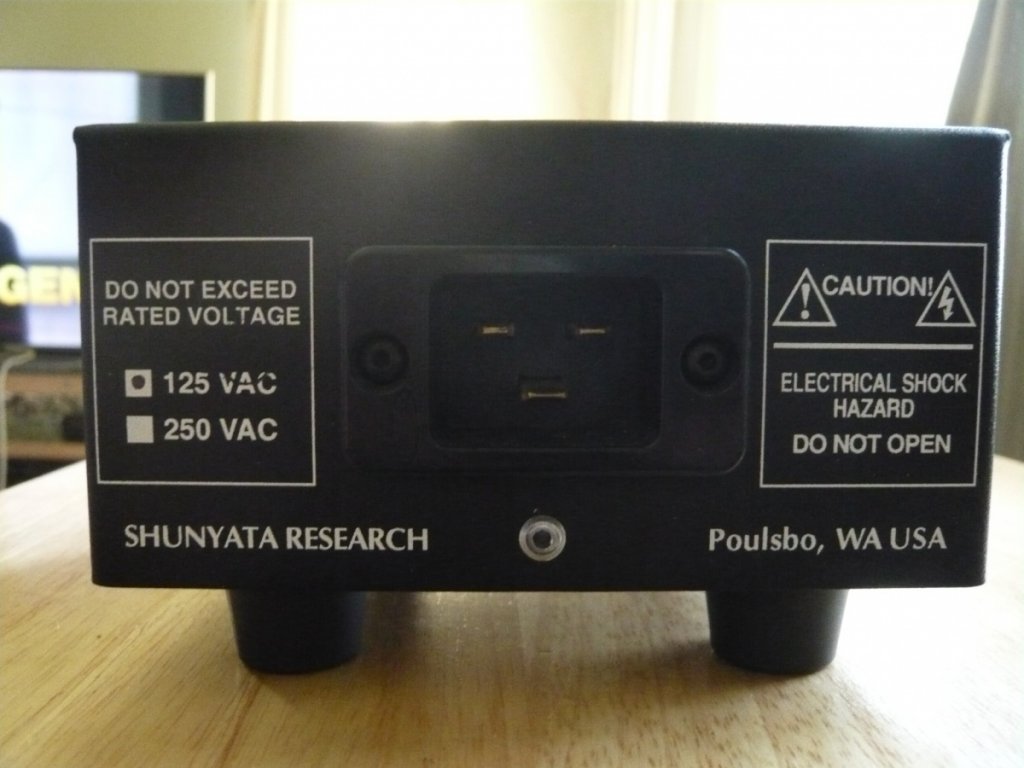 DO NOT EXCEED
RATED VOLTAGE
125 VAC
250 VAC
CAUTION!
ELECTRICAL SHOCK
HAZARD
DO NOT OPEN
SHUNYATA RESEARCH
Poulsbo, WA USA
GEN